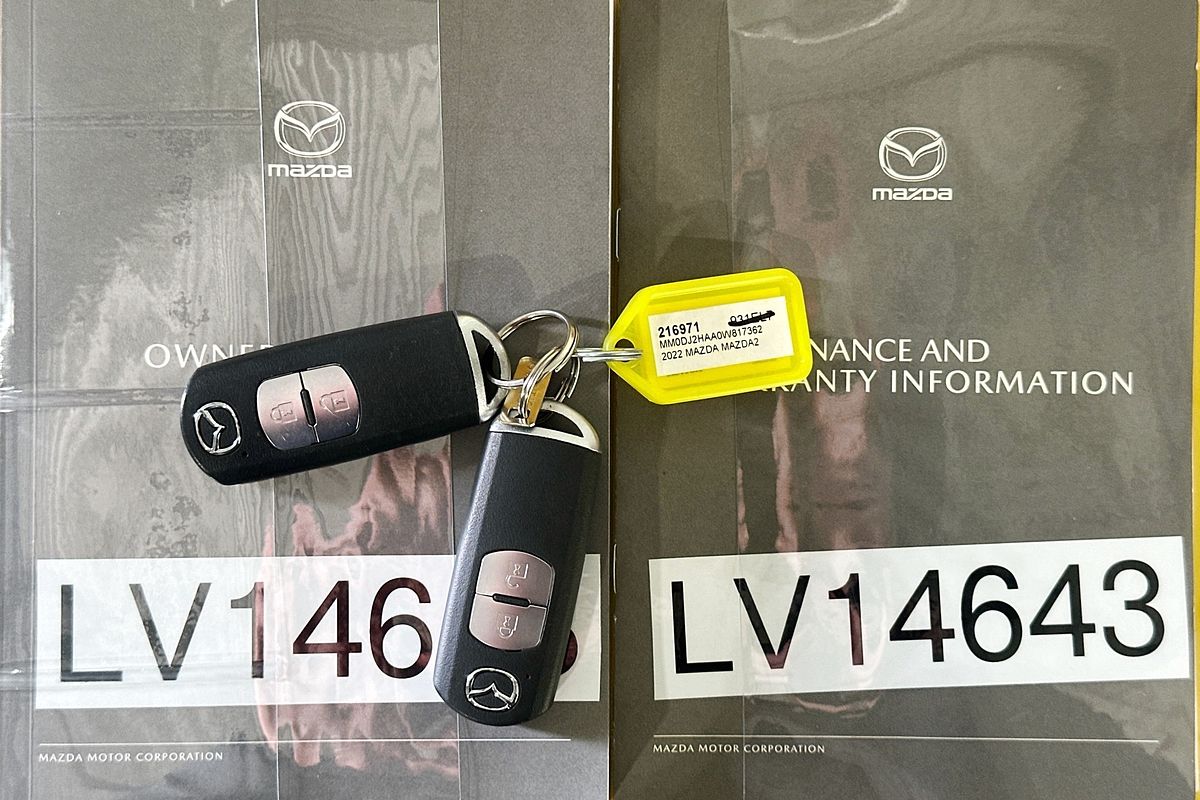 mazda
OWNE
LV146
MAZDA MOTOR CORPORATION
mazda
216971
MM0DJ2HAA0W817362
2022 MAZDA MAZDA2
NANCE AND
RANTY INFORMATION
LV14643
MAZDA MOTOR CORPORATION